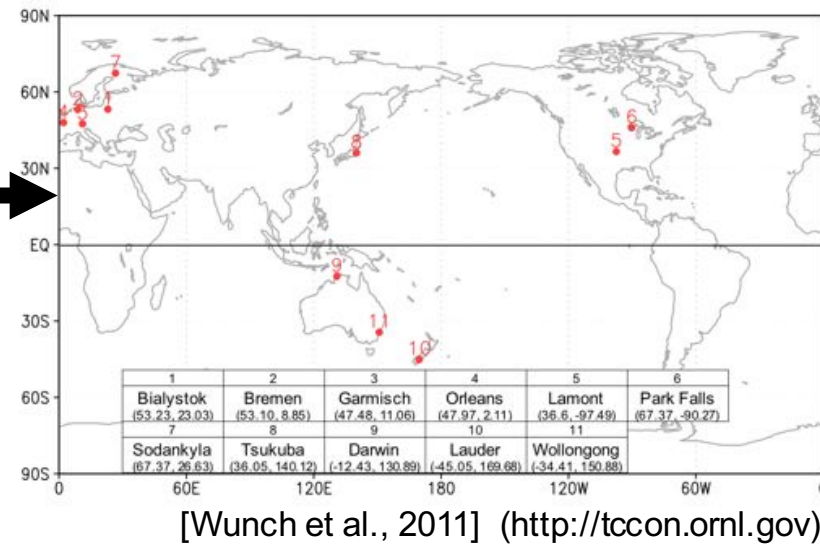 90N
60N
30N
EQ
30S
60S
90S
0 60E 120E 180 120W 60W
7
2 1
4 3
8
6
5
9
11
10
1 2 3 4 5 6
Bialystok Bremen Garmisch Orleans Lamont Park Falls
(53.23, 23.03) (53.10, 8.85) (47.48, 11.06) (47.97, 2.11) (36.6, -97.49) (67.37, -90.27)
7 8 9 10 11
Sodankyla Tsukuba Darwin Lauder Wollongong
(67.37, 26.63) (36.05, 140.12) (-12.43, 130.89) (-45.05, 169.68) (-34.41, 150.88)
[Wunch et al., 2011] (http://tccon.ornl.gov)